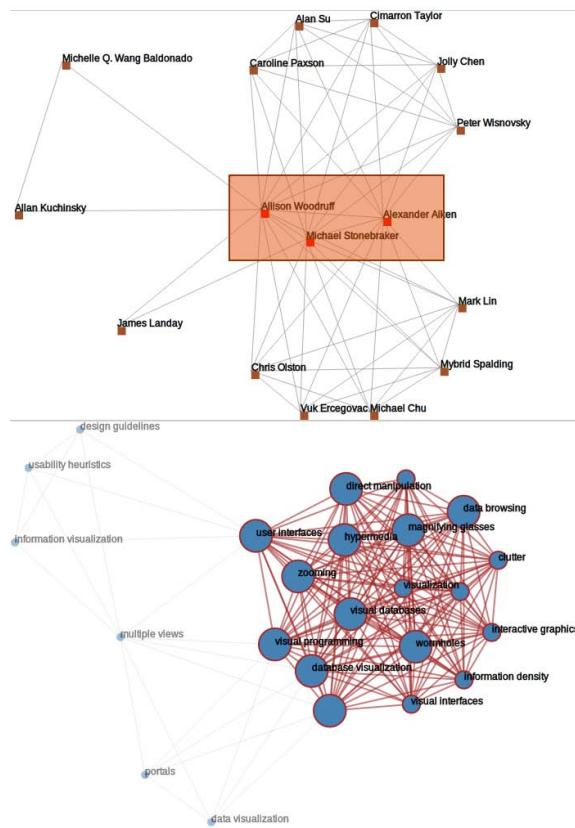 Alan Su
Cimarron Taylor
Michelle Q. Wang Baldonado
Caroline Paxson
Jolly Chen
Peter Wisnovsky
Allan Kuchinsky
Allison Woodruff
Alexander Aiken
Michael Stonebraker
Mark Lin
James Landay
Chris Olston
Mybrid Spalding
Vuk Ercegovac
Michael Chu
design guidelines
usability heuristics
direct manipulation
data browsing
magnifying glasses
user interfaces
hypermedia
information visualization
clutter
zooming
visualization
visual databases
interactive graphics
multiple views
visual programming
wormholes
database visualization
information density
visual interfaces
portals
data visualization